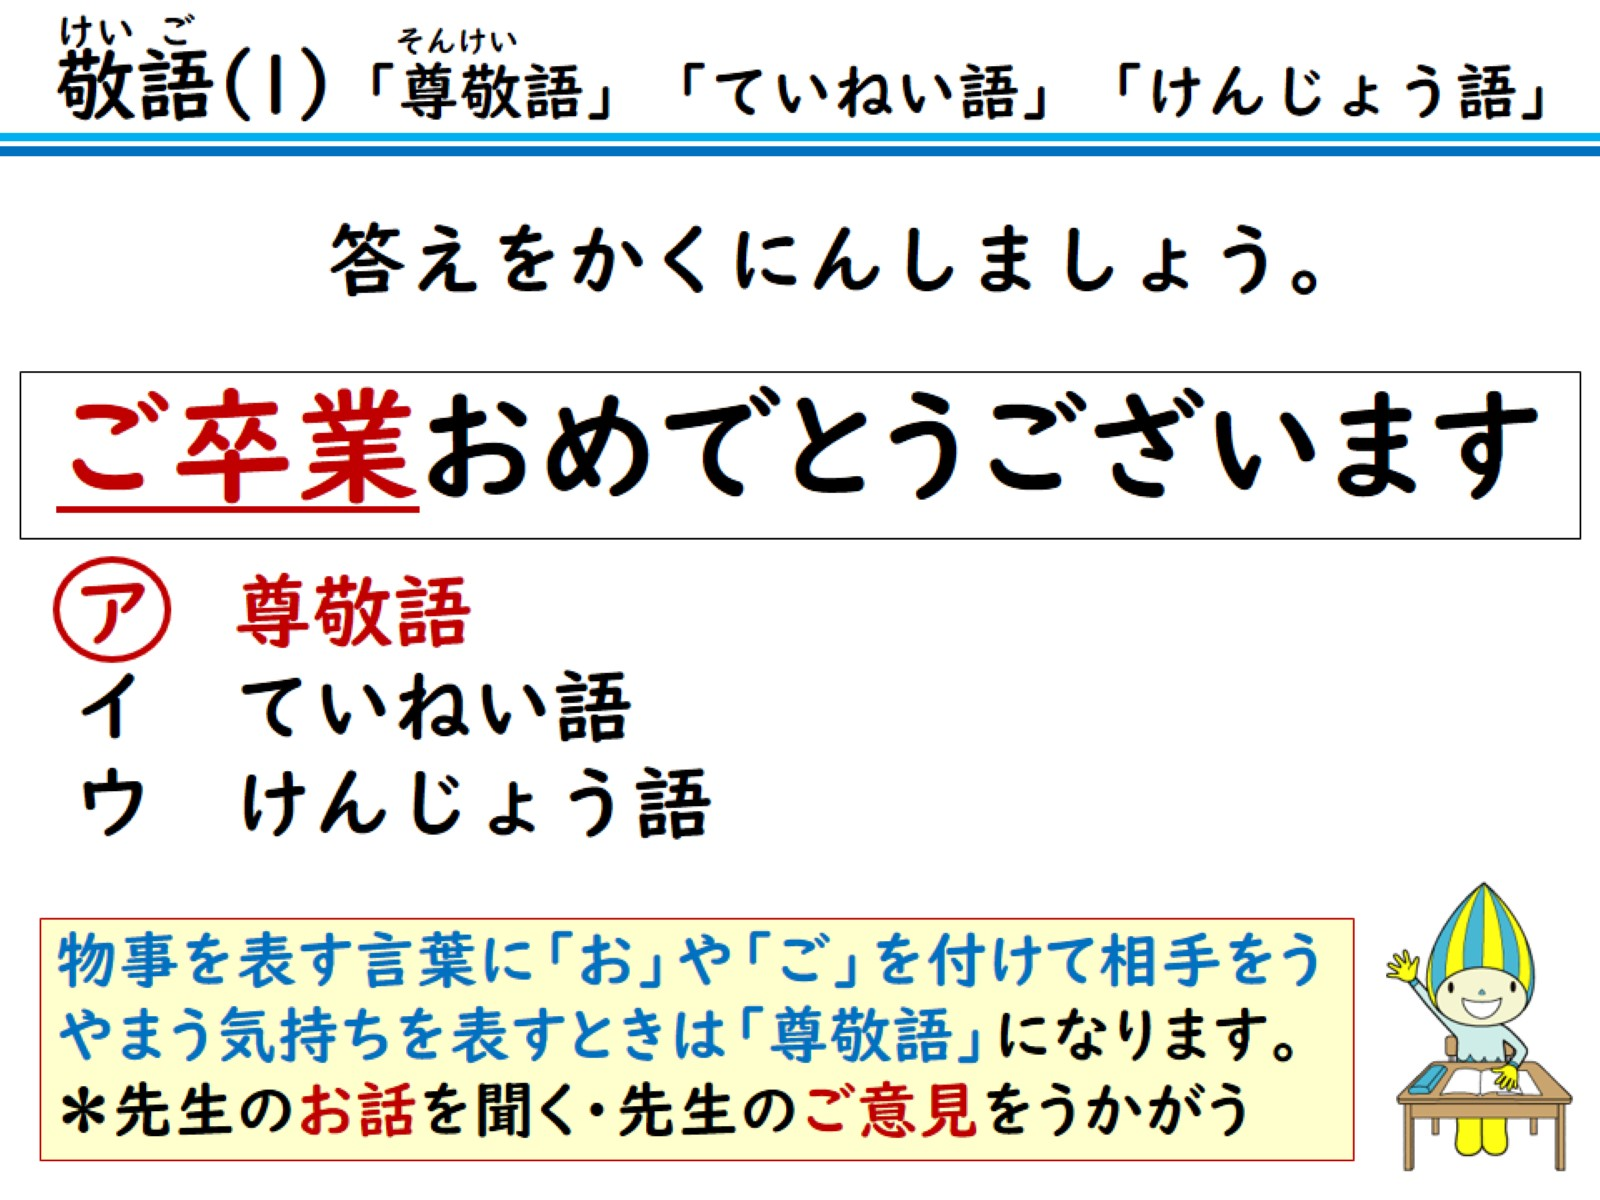 けいご そんけい
敬語(1)「尊敬語」「ていねい語」「けんじょう語」
答えをかくにんしましょう。
ご卒業おめでとうございます
ア 尊敬語
イ ていねい語
ウ けんじょう語
物事を表す言葉に「お」や「ご」を付けて相手をう
やまう気持ちを表すときは「尊敬語」になります。
＊先生のお話を聞く・先生のご意見をうかがう